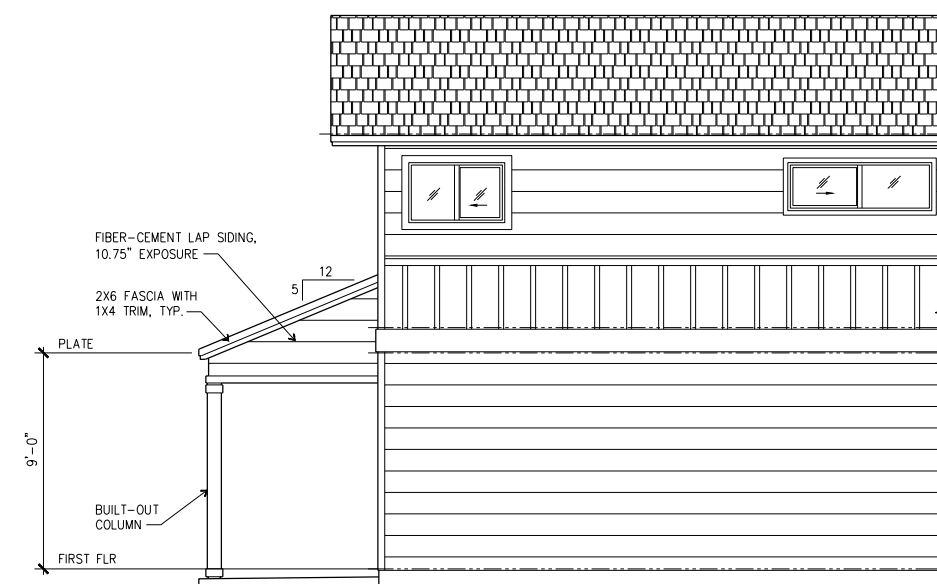 FIBER-CEMENT LAP SIDING,
10.75" EXPOSURE
12
5
2X6 FASCIA WITH
1X4 TRIM, TYP.
PLATE
9'-0"
BUILT-OUT
COLUMN
FIRST FLR